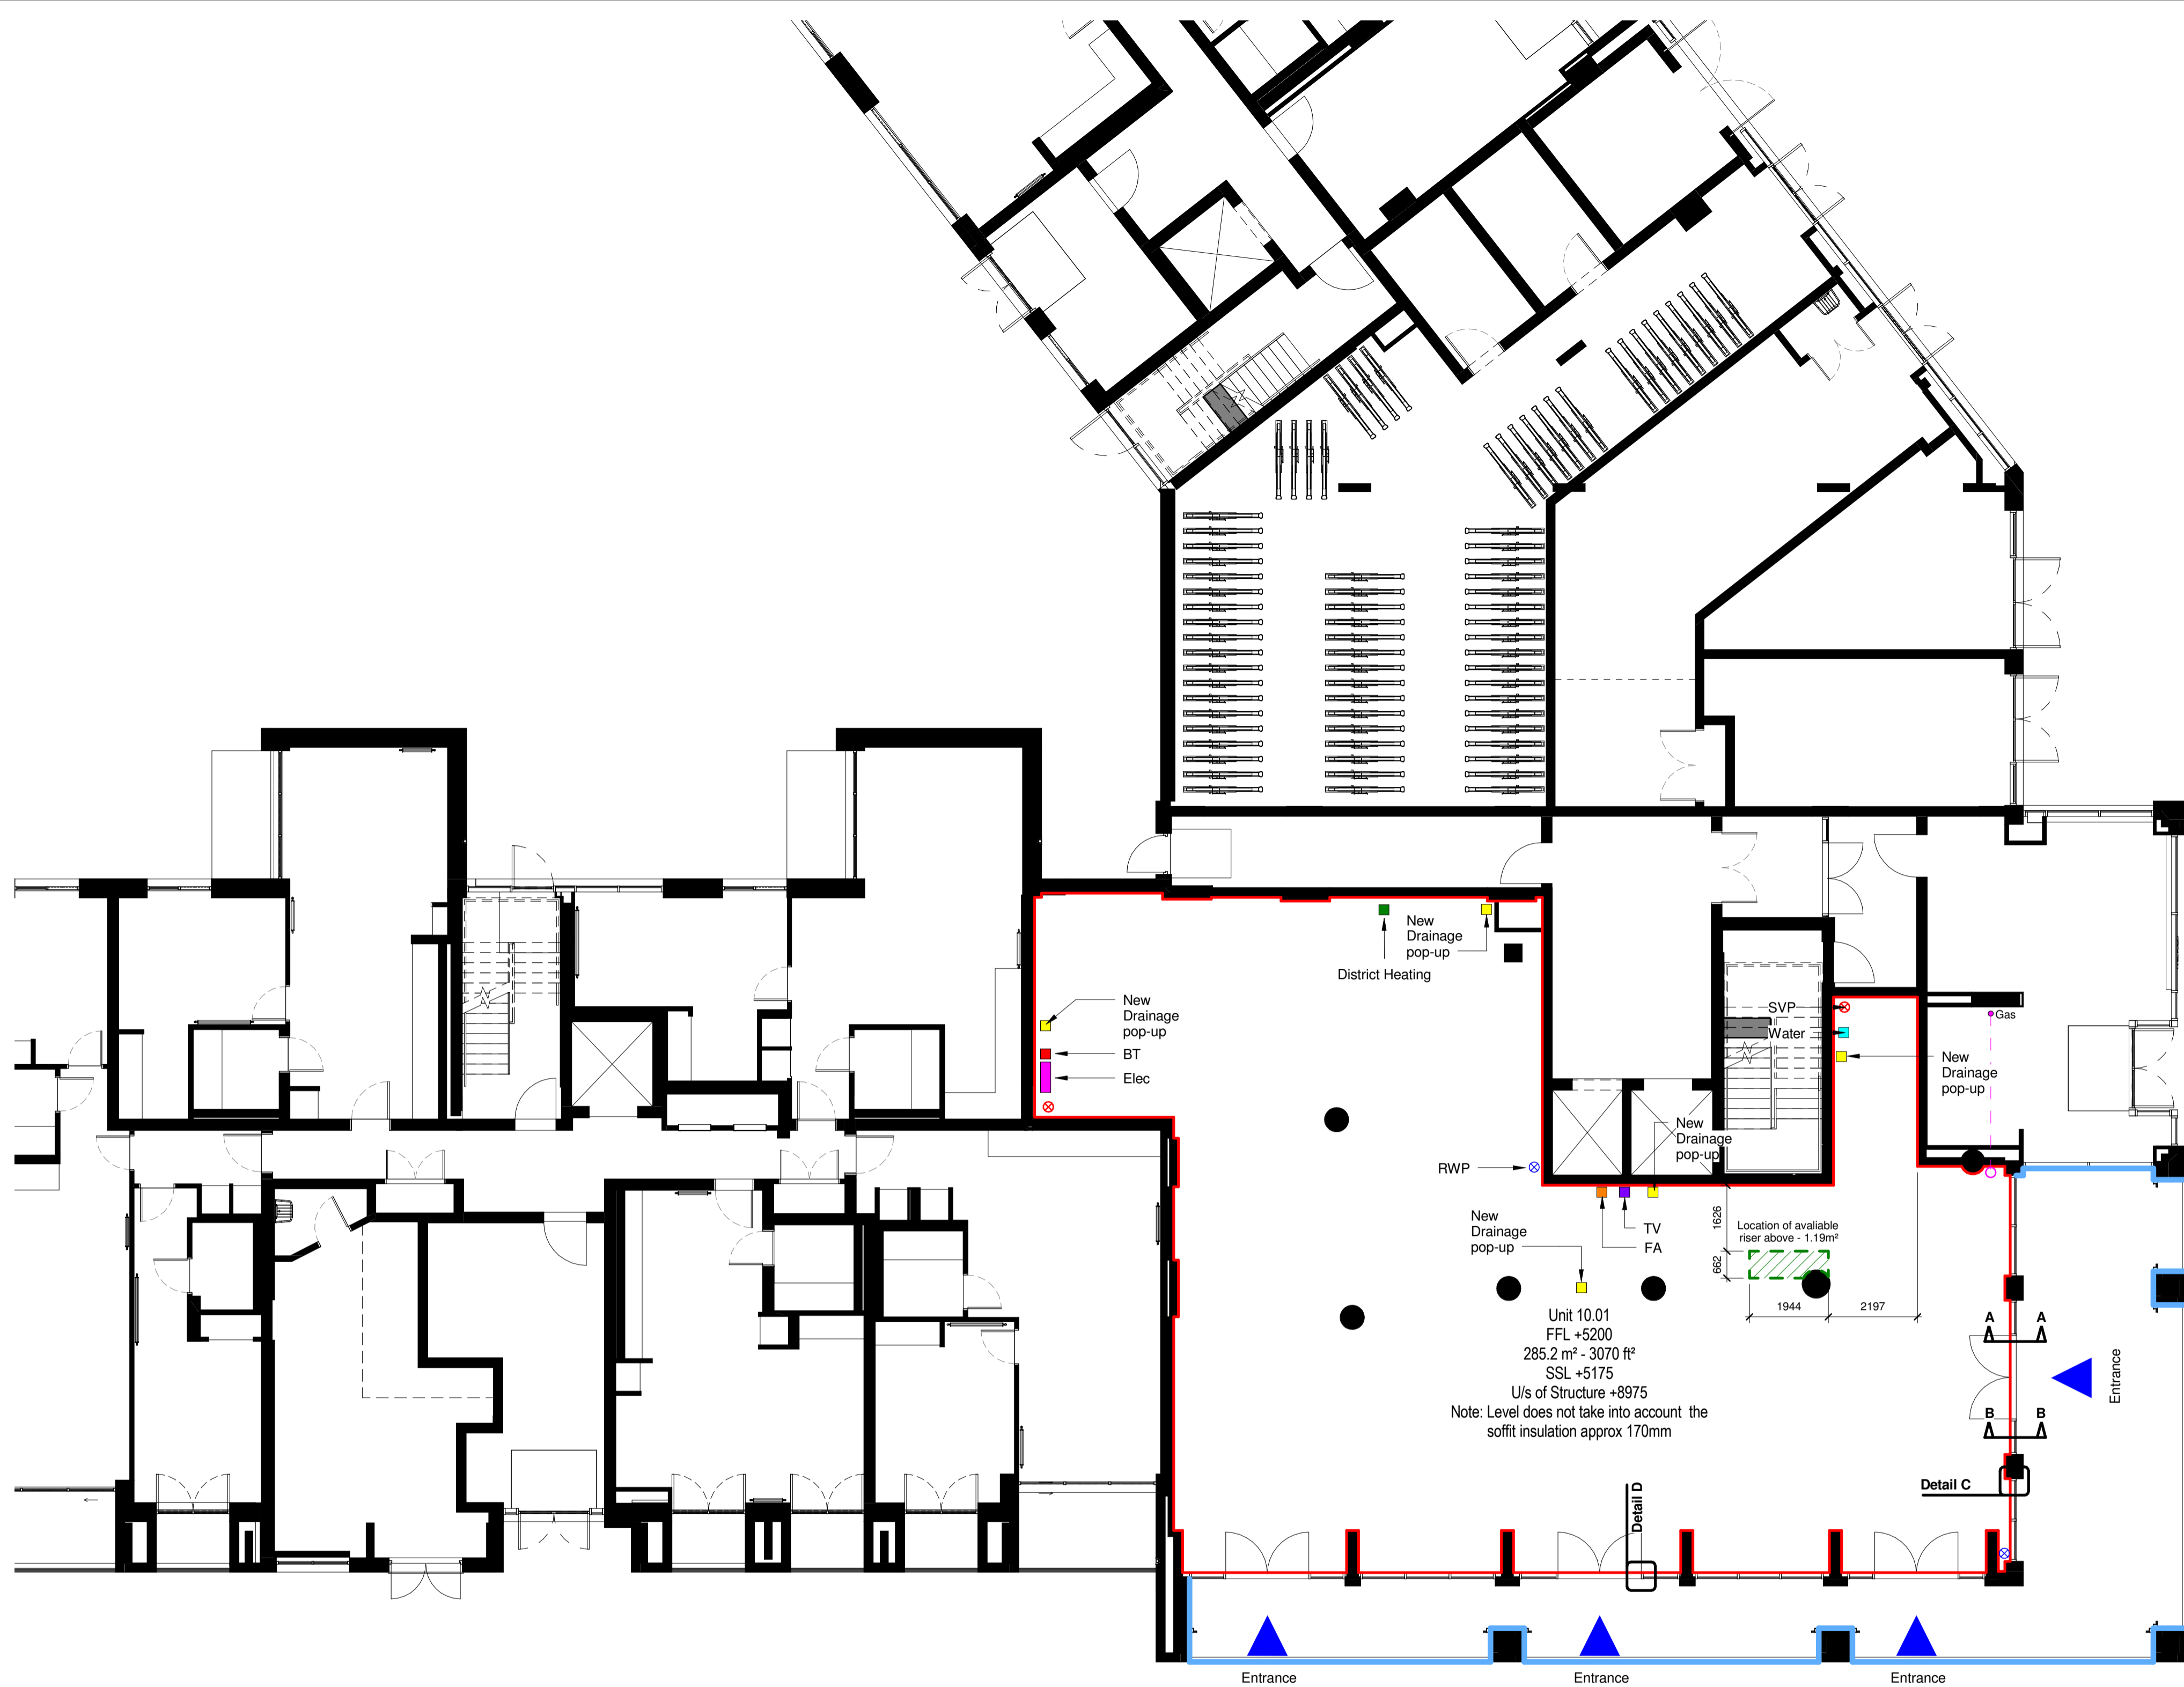 New
Drainage
pop-up
District Heating
New
Drainage
pop-up
BT
Elec
SVP
Water
Gas
New
Drainage
pop-up
New
Drainage
pop-up
RWP
TV
FA
New
Drainage
pop-up
1626
662
Location of avaliable
riser above - 1.19m²
1944
2197
Unit 10.01
FFL +5200
285.2 m² - 3070 ft²
SSL +5175
U/s of Structure +8975
Note: Level does not take into account the
soffit insulation approx 170mm
A A
B B
Entrance
Detail C
Detail D
Entrance
Entrance
Entrance